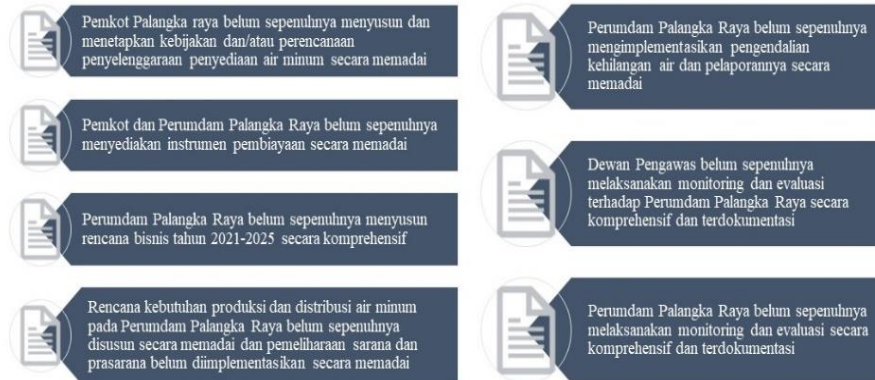 Pemkot Palangka raya belum sepenuhnya menyusun dan
menetapkan kebijakan dan/atau perencanaan
penyelenggaraan penyediaan air minum secara memadai
Pemkot dan Perumdam Palangka Raya belum sepenuhnya
menyediakan instrumen pembiayaan secara memadai
Perumdam Palangka Raya belum sepenuhnya menyusun
rencana bisnis tahun 2021-2025 secara komprehensif
Rencana kebutuhan produksi dan distribusi air minum
pada Perumdam Palangka Raya belum sepenuhnya
disusun secara memadai dan pemeliharaan sarana dan
prasarana belum diimplementasikan secara memadai
Perumdam Palangka Raya belum sepenuhnya
mengimplementasikan pengendalian
kehilangan air dan pelaporannya secara
memadai
Dewan Pengawas belum sepenuhnya
melaksanakan monitoring dan evaluasi
terhadap Perumdam Palangka Raya secara
komprehensif dan terdokumentasi
Perumdam Palangka Raya belum sepenuhnya
melaksanakan monitoring dan evaluasi secara
komprehensif dan terdokumentasi